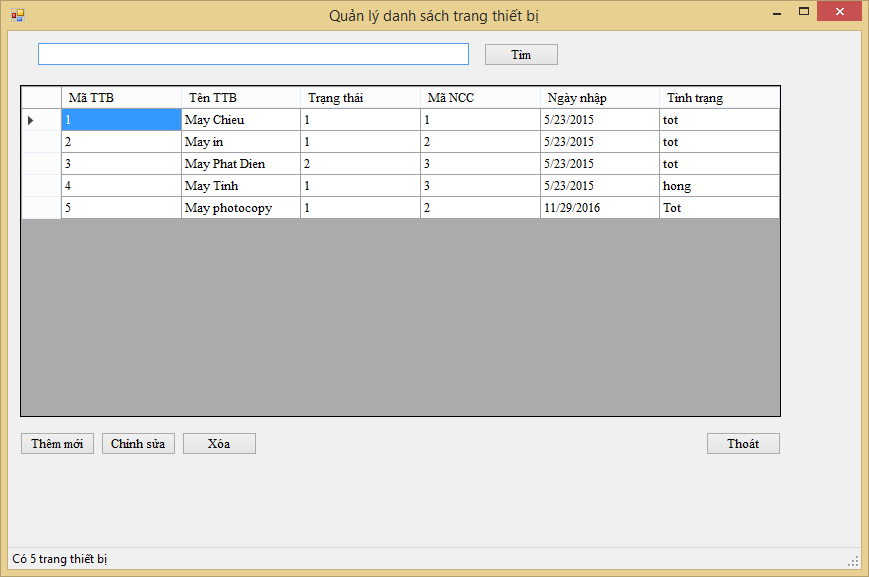 Quản lý danh sách trang thiết bị
Tìm
Mã TTB Tên TTB Trạng thái Mã NCC Ngày nhập Tình trạng
1 May Chieu 1 1 5/23/2015 tot
2 May in 1 2 5/23/2015 tot
3 May Phat Dien 2 3 5/23/2015 tot
4 May Tinh 1 3 5/23/2015 hong
5 May photocopy 1 2 11/29/2016 Tot
Thêm mới Chỉnh sửa Xóa Thoát
Có 5 trang thiết bị